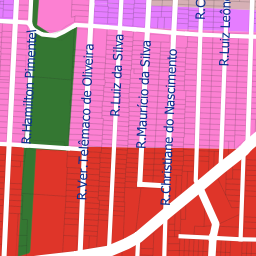 R.Hamilton Pimentel
R.Ver.Telêmaco de Oliveira
R.Luiz da Silva
R.Maurício da Silva
R.Christiane do Nascimento
R.C
R.Luiz Leôn